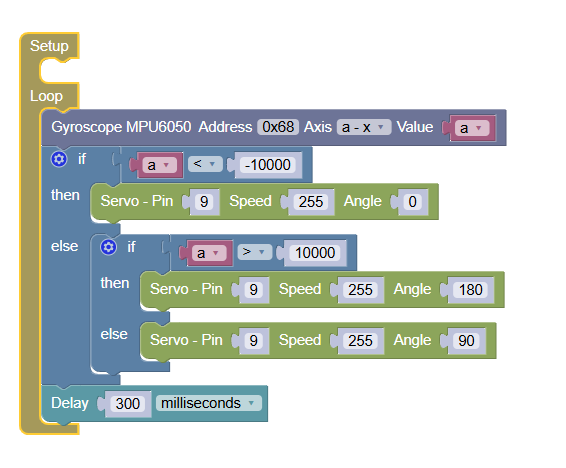 Setup
Loop
Gyroscope MPU6050 Address 0x68 Axis a - x Value a
if a < -10000
then Servo - Pin 9 Speed 255 Angle 0
else if a > 10000
then Servo - Pin 9 Speed 255 Angle 180
else Servo - Pin 9 Speed 255 Angle 90
Delay 300 milliseconds